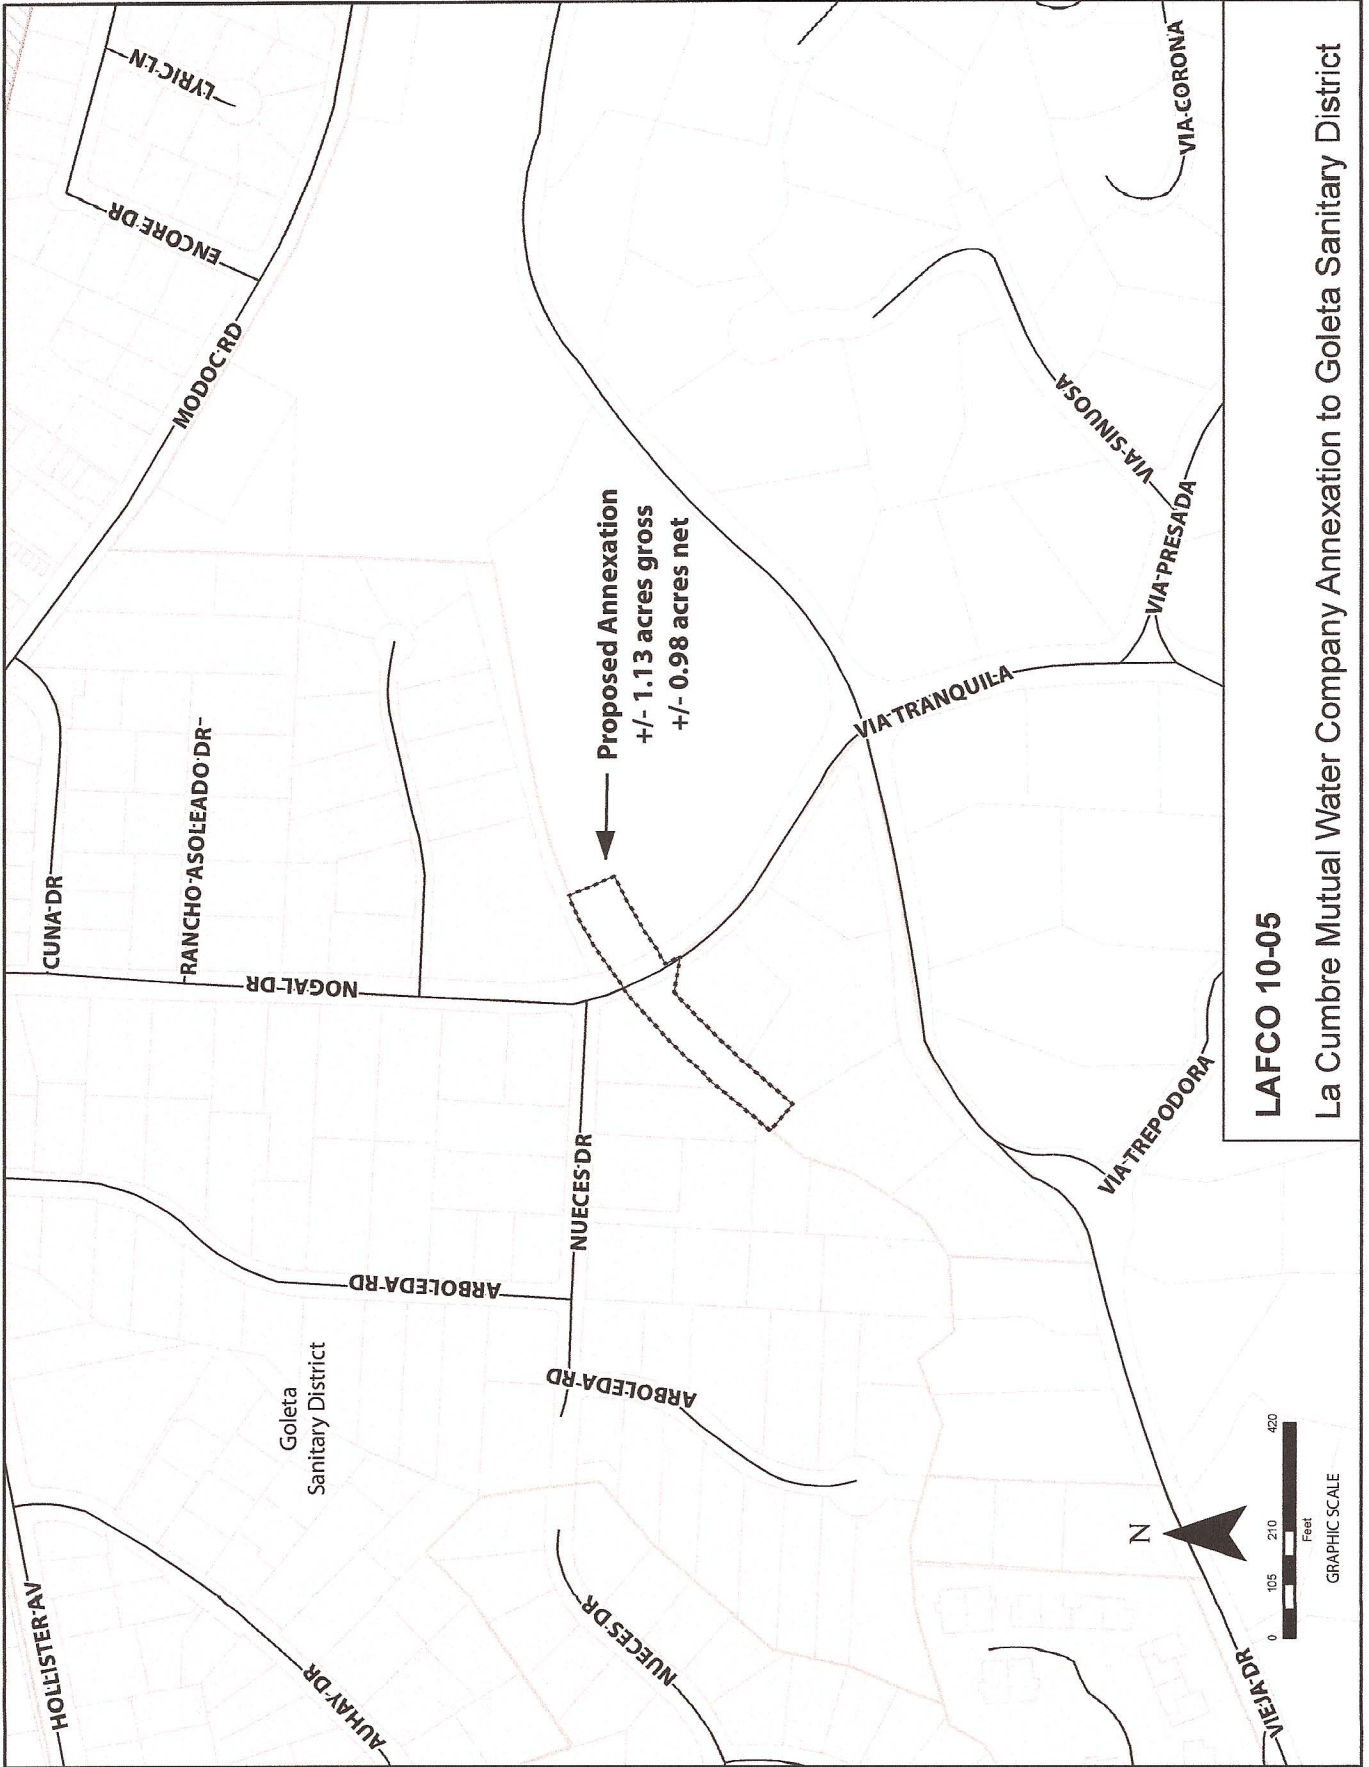 HOLLISTER AV
CUNA DR
LYRIC LN
ENCORE DR
MODOC RD
RANCHO ASOLEADO DR
NOGAL DR
AUHAY DR
Goleta
Sanitary District
ARBOLEDA RD
NUECES DR
ARBOLEDA RD
NUECES DR
Proposed Annexation
+/- 1.13 acres gross
+/- 0.98 acres net
VIA TRANQUILA
VIA SINUOSA
VIA CORONA
VIA PRESADA
VIA TREPODORA
VIEJA DR
N
0 105 210 420
Feet
GRAPHIC SCALE
LAFCO 10-05
La Cumbre Mutual Water Company Annexation to Goleta Sanitary District